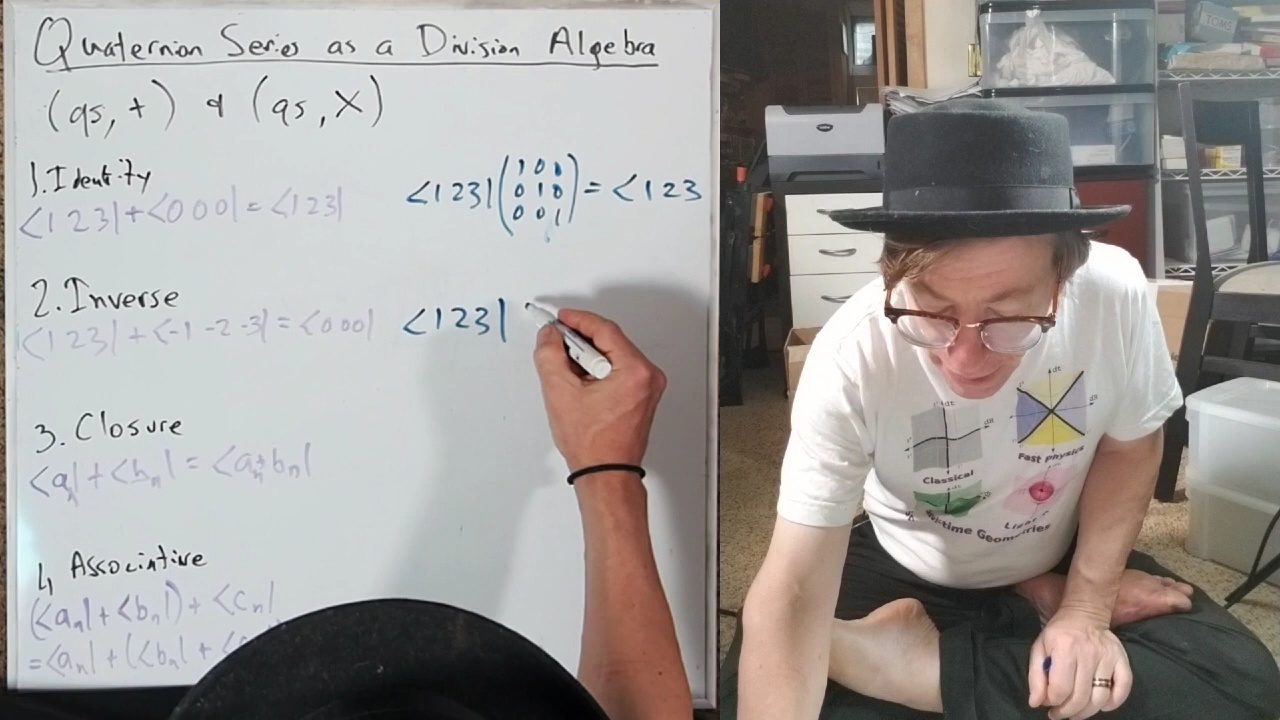 Quaternion Series as a Division Algebra
(qs, +) & (qs, X)
1. Identity
<1 2 3| + <0 0 0| = <1 2 3|
<1 2 3| (1 0 0
0 1 0
0 0 1) = <1 2 3
2. Inverse
<1 2 3| + <-1 -2 -3| = <0 0 0|
<1 2 3|
3. Closure
<aₙ| + <bₙ| = <aₙ+bₙ|
4. Associtive
(<aₙ| + <bₙ|) + <cₙ|
= <aₙ| + (<bₙ| + <
TOMS
Classical
Fast Physics
-time Geometries